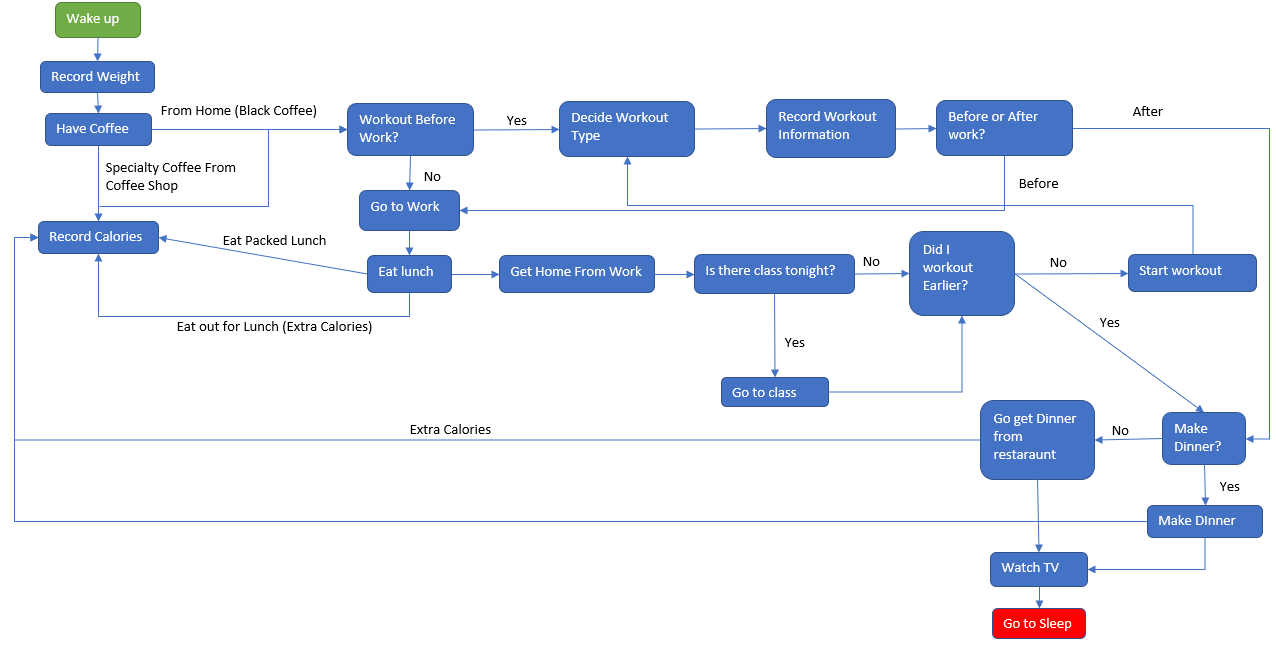 Wake up
Record Weight
Have Coffee
From Home (Black Coffee)
Specialty Coffee From
Coffee Shop
Workout Before
Work?
Yes
Decide Workout
Type
Record Workout
Information
Before or After
work?
After
No
Before
Go to Work
Record Calories
Eat Packed Lunch
Eat lunch
Get Home From Work
Is there class tonight?
No
Did I
workout
Earlier?
No
Start workout
Eat out for Lunch (Extra Calories)
Yes
Yes
Go to class
Extra Calories
Go get Dinner
from
restaraunt
No
Make
Dinner?
Yes
Make DInner
Watch TV
Go to Sleep